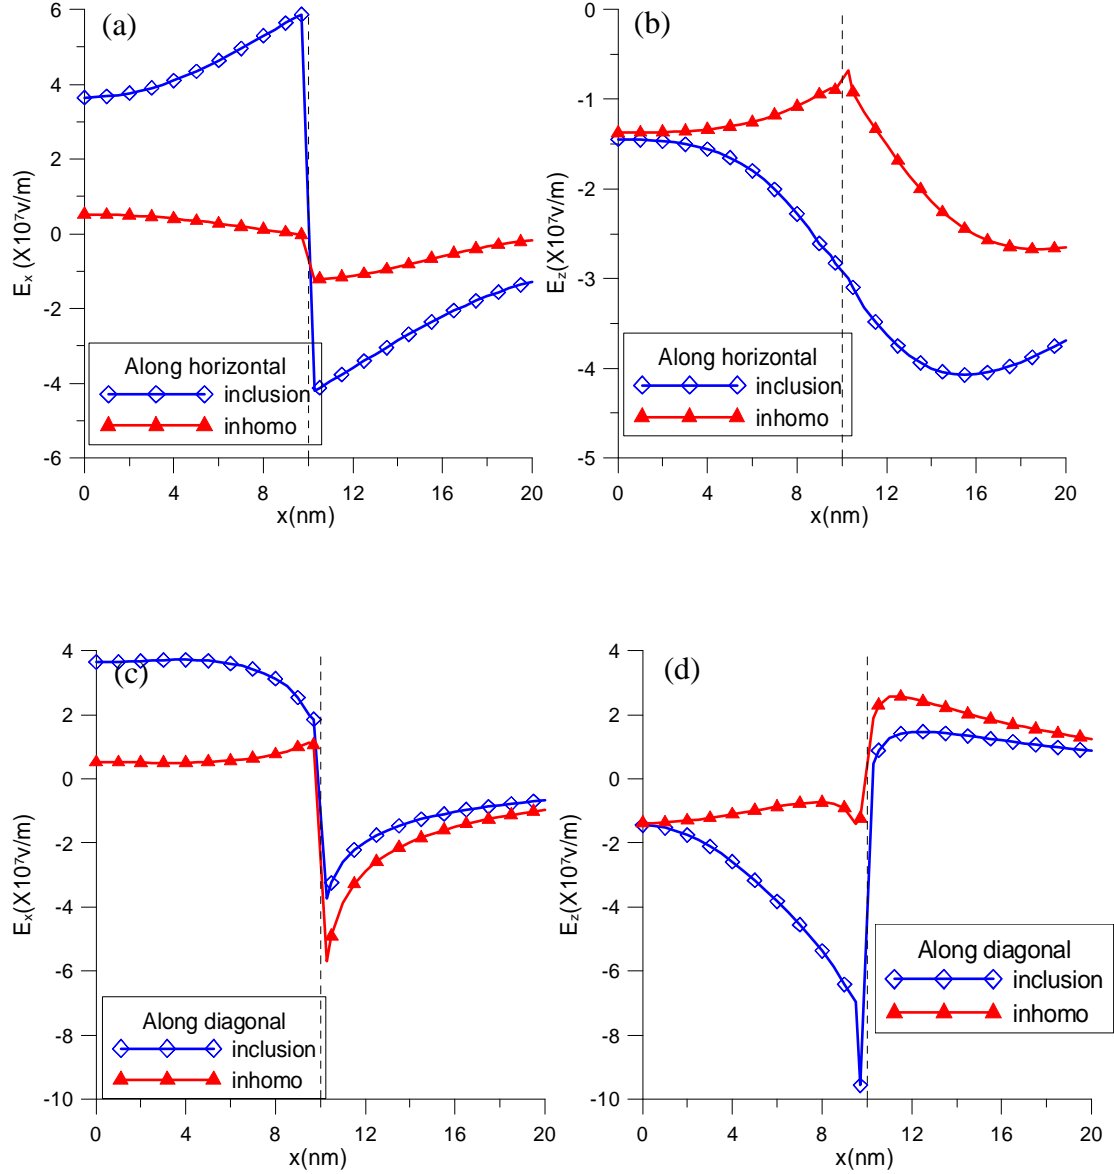 (a)
6
4
2
0
-2
-4
-6
Eₓ (X10⁷v/m)
Along horizontal
inclusion
inhomo
0 4 8 12 16 20
x(nm)
(b)
0
-1
-2
-3
-4
-5
E_z(X10⁷v/m)
Along horizontal
inclusion
inhomo
0 4 8 12 16 20
x(nm)
(c)
4
2
0
-2
-4
-6
-8
-10
Eₓ(X10⁷v/m)
Along diagonal
inclusion
inhomo
0 4 8 12 16 20
x(nm)
(d)
4
2
0
-2
-4
-6
-8
-10
E_z(X10⁷v/m)
Along diagonal
inclusion
inhomo
0 4 8 12 16 20
x(nm)